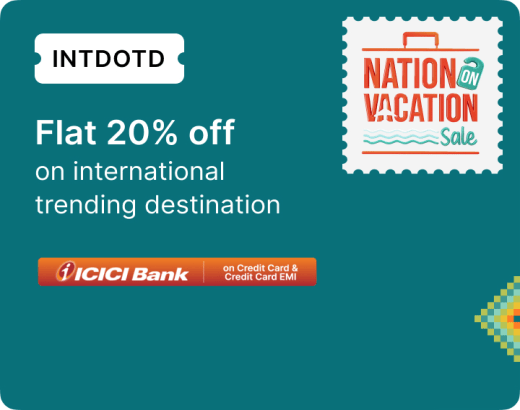 INTDOTD
NATION
ON
VACATION
Sale
Flat 20% off
on international
trending destination
ICICI Bank
on Credit Card &
Credit Card EMI